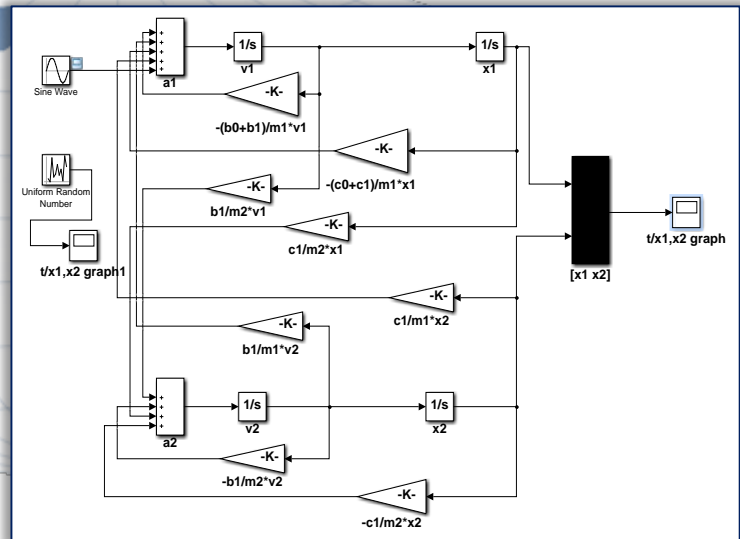 +
+
+
+
+
a1
1/s
v1
1/s
x1
Sine Wave
-K-
-(b0+b1)/m1*v1
-K-
-(c0+c1)/m1*x1
Uniform Random
Number
-K-
b1/m2*v1
-K-
c1/m2*x1
t/x1,x2 graph1
t/x1,x2 graph
[x1 x2]
-K-
c1/m1*x2
-K-
b1/m1*v2
+
+
+
+
a2
1/s
v2
1/s
x2
-K-
-b1/m2*v2
-K-
-c1/m2*x2